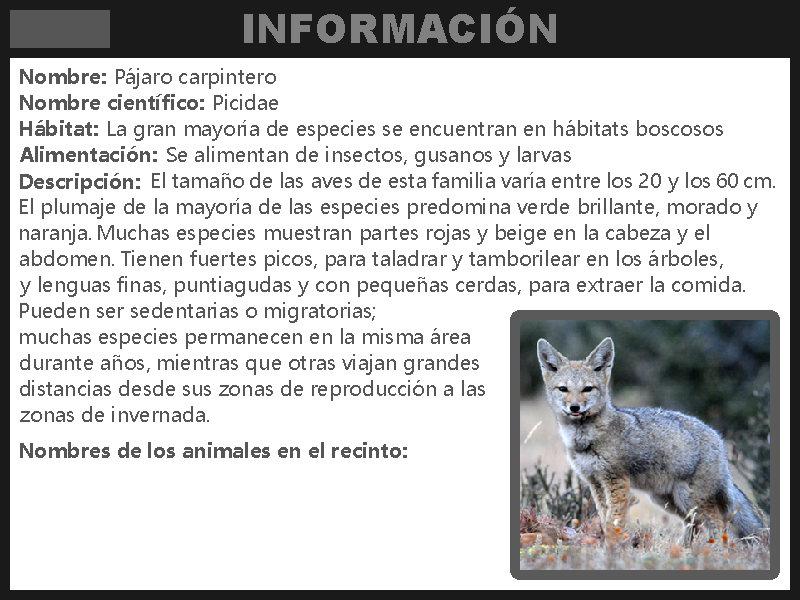 INFORMACIÓN
Nombre: Pájaro carpintero
Nombre científico: Picidae
Hábitat: La gran mayoría de especies se encuentran en hábitats boscosos
Alimentación: Se alimentan de insectos, gusanos y larvas
Descripción: El tamaño de las aves de esta familia varía entre los 20 y los 60 cm.
El plumaje de la mayoría de las especies predomina verde brillante, morado y
naranja. Muchas especies muestran partes rojas y beige en la cabeza y el
abdomen. Tienen fuertes picos, para taladrar y tamborilear en los árboles,
y lenguas finas, puntiagudas y con pequeñas cerdas, para extraer la comida.
Pueden ser sedentarias o migratorias;
muchas especies permanecen en la misma área
durante años, mientras que otras viajan grandes
distancias desde sus zonas de reproducción a las
zonas de invernada.
Nombres de los animales en el recinto: